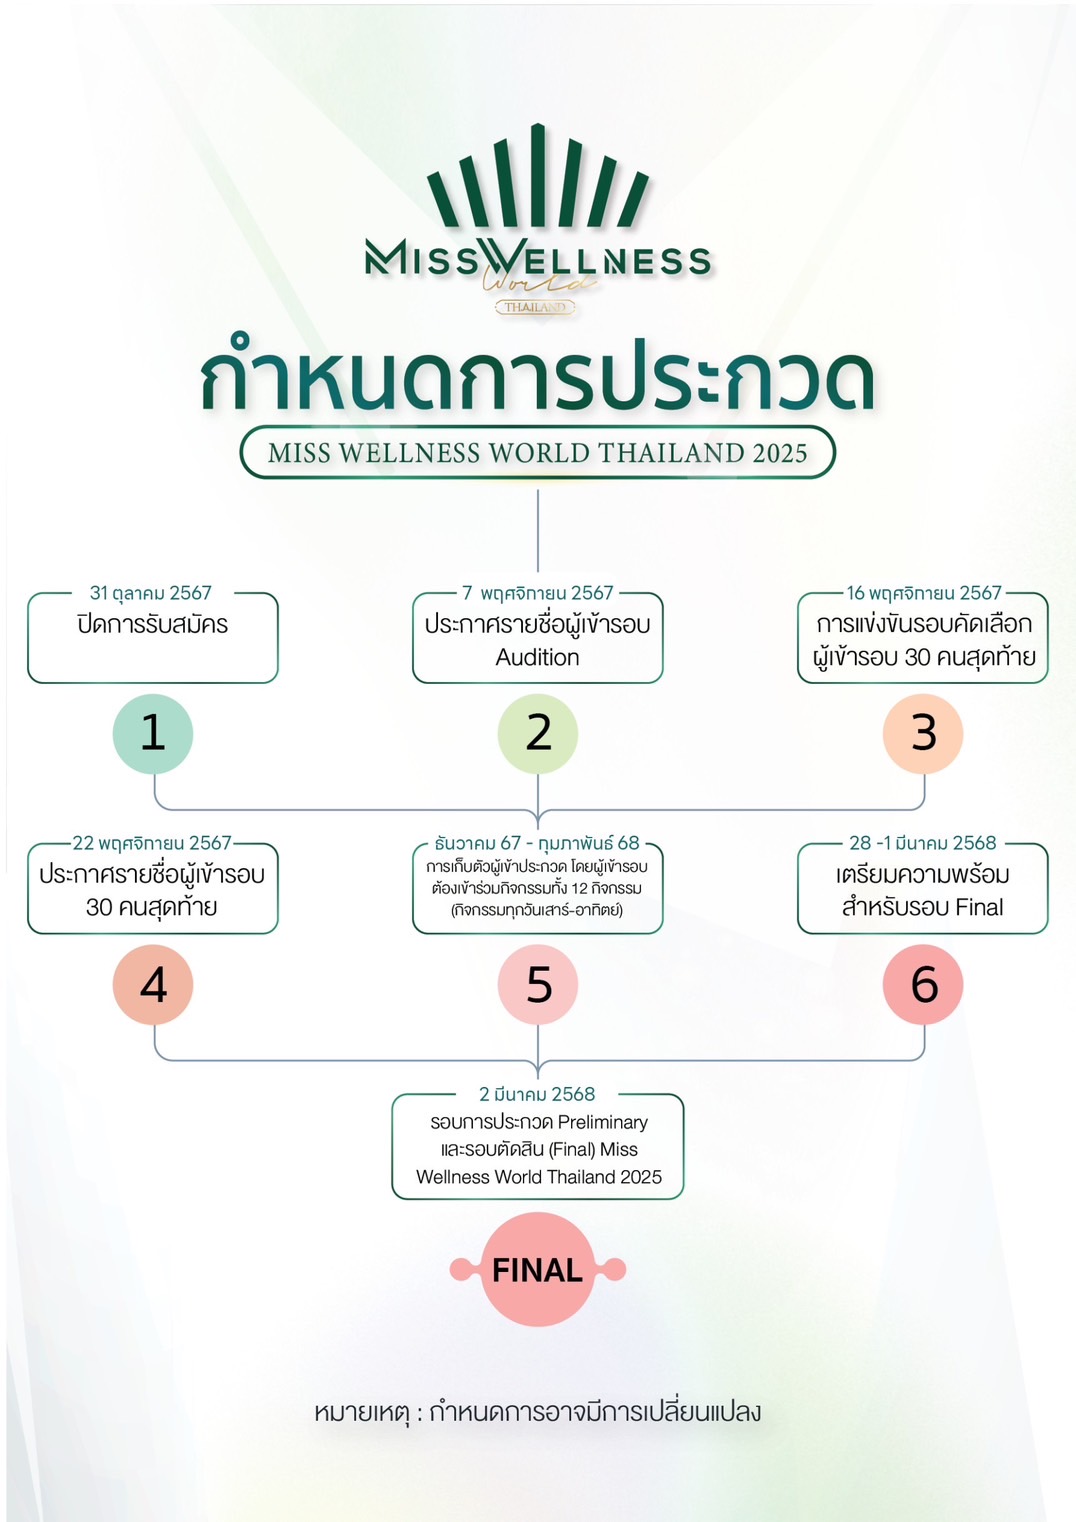 MISSWELLNESS
World
THAILAND
กำหนดการประกวด
MISS WELLNESS WORLD THAILAND 2025
31 ตุลาคม 2567
ปิดการรับสมัคร
1
7 พฤศจิกายน 2567
ประกาศรายชื่อผู้เข้ารอบ
Audition
2
16 พฤศจิกายน 2567
การแข่งขันรอบคัดเลือก
ผู้เข้ารอบ 30 คนสุดท้าย
3
22 พฤศจิกายน 2567
ประกาศรายชื่อผู้เข้ารอบ
30 คนสุดท้าย
4
ธันวาคม 67 - กุมภาพันธ์ 68
การเก็บตัวผู้เข้าประกวด โดยผู้เข้ารอบ
ต้องเข้าร่วมกิจกรรมทั้ง 12 กิจกรรม
(กิจกรรมทุกวันเสาร์-อาทิตย์)
5
28 -1 มีนาคม 2568
เตรียมความพร้อม
สำหรับรอบ Final
6
2 มีนาคม 2568
รอบการประกวด Preliminary
และรอบตัดสิน (Final) Miss
Wellness World Thailand 2025
FINAL
หมายเหตุ : กำหนดการอาจมีการเปลี่ยนแปลง